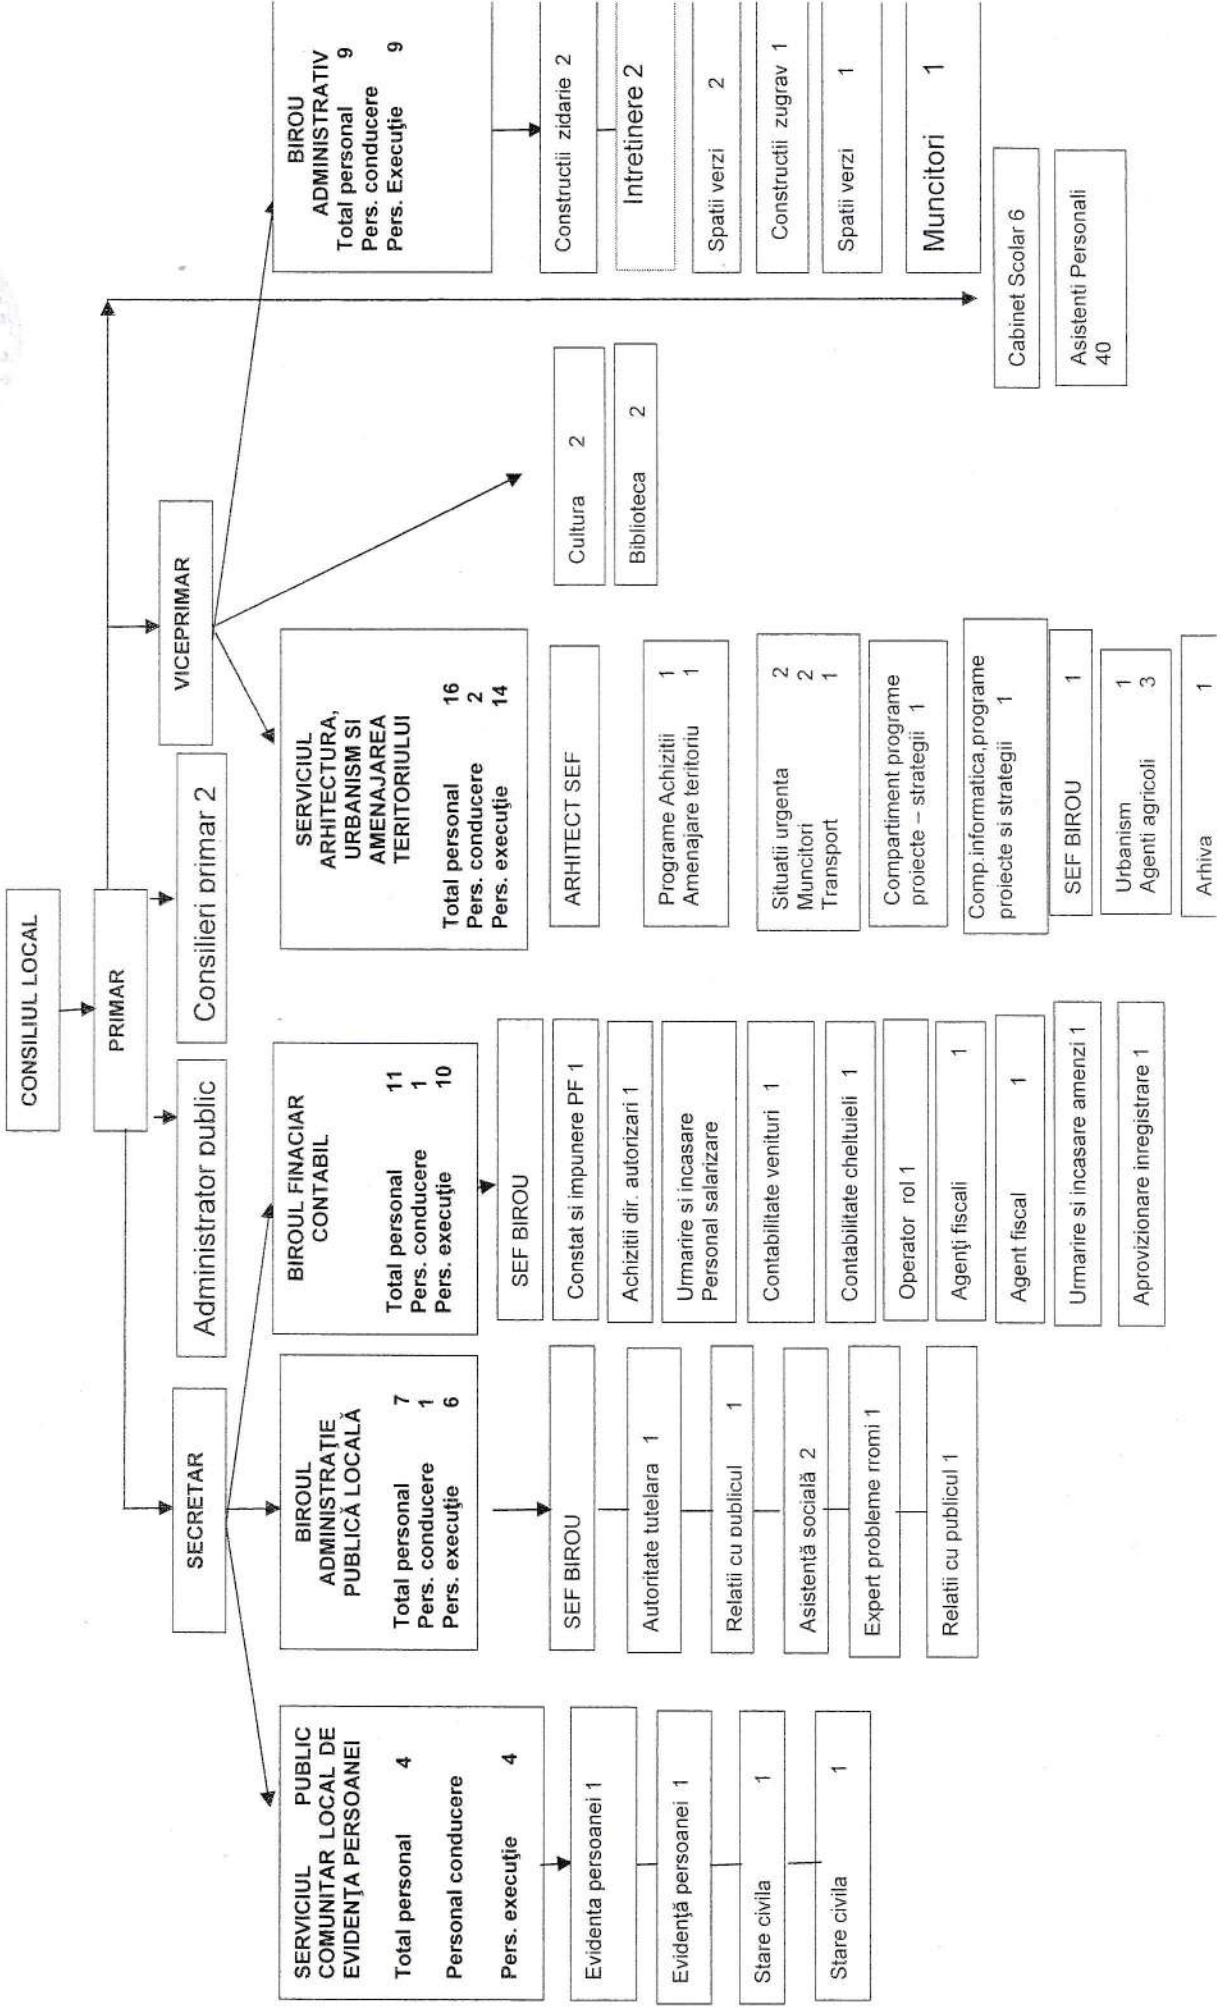 CONSILIUL LOCAL
PRIMAR
Administrator public
Consilieri primar 2
SECRETAR
VICEPRIMAR
SERVICIUL PUBLIC
COMUNITAR LOCAL DE
EVIDENŢA PERSOANEI
Total personal 4
Personal conducere
Pers. execuţie 4
Evidenta persoanei 1
Evidenţă persoanei 1
Stare civila 1
Stare civila 1
BIROUL
ADMINISTRAŢIE
PUBLICĂ LOCALĂ
Total personal 7
Pers. conducere 1
Pers. execuţie 6
SEF BIROU
Autoritate tutelara 1
Relatii cu publicul 1
Asistentă socială 2
Expert probleme rromi 1
Relatii cu publicul 1
BIROUL FINACIAR
CONTABIL
Total personal 11
Pers. conducere 1
Pers. execuţie 10
SEF BIROU
Constat si impunere PF 1
Achizitii dir. autorizari 1
Urmarire si incasare
Personal salarizare
Contabilitate venituri 1
Contabilitate cheltuieli 1
Operator rol 1
Agenţi fiscali 1
Agent fiscal 1
Urmarire si incasare amenzi 1
Aprovizionare inregistrare 1
SERVICIUL
ARHITECTURA,
URBANISM SI
AMENAJAREA
TERITORIULUI
Total personal 16
Pers. conducere 2
Pers. execuţie 14
ARHITECT SEF
Programe Achizitii 1
Amenajare teritoriu 1
Situatii urgenta 2
Muncitori 2
Transport 1
Compartiment programe
proiecte – strategii 1
Comp.informatica,programe
proiecte si strategii 1
SEF BIROU 1
Urbanism 1
Agenti agricoli 3
Arhiva 1
Cultura 2
Biblioteca 2
BIROU
ADMINISTRATIV
Total personal 9
Pers. conducere
Pers. Execuţie 9
Constructii zidarie 2
Intretinere 2
Spatii verzi 2
Constructii zugrav 1
Spatii verzi 1
Muncitori 1
Cabinet Scolar 6
Asistenti Personali
40